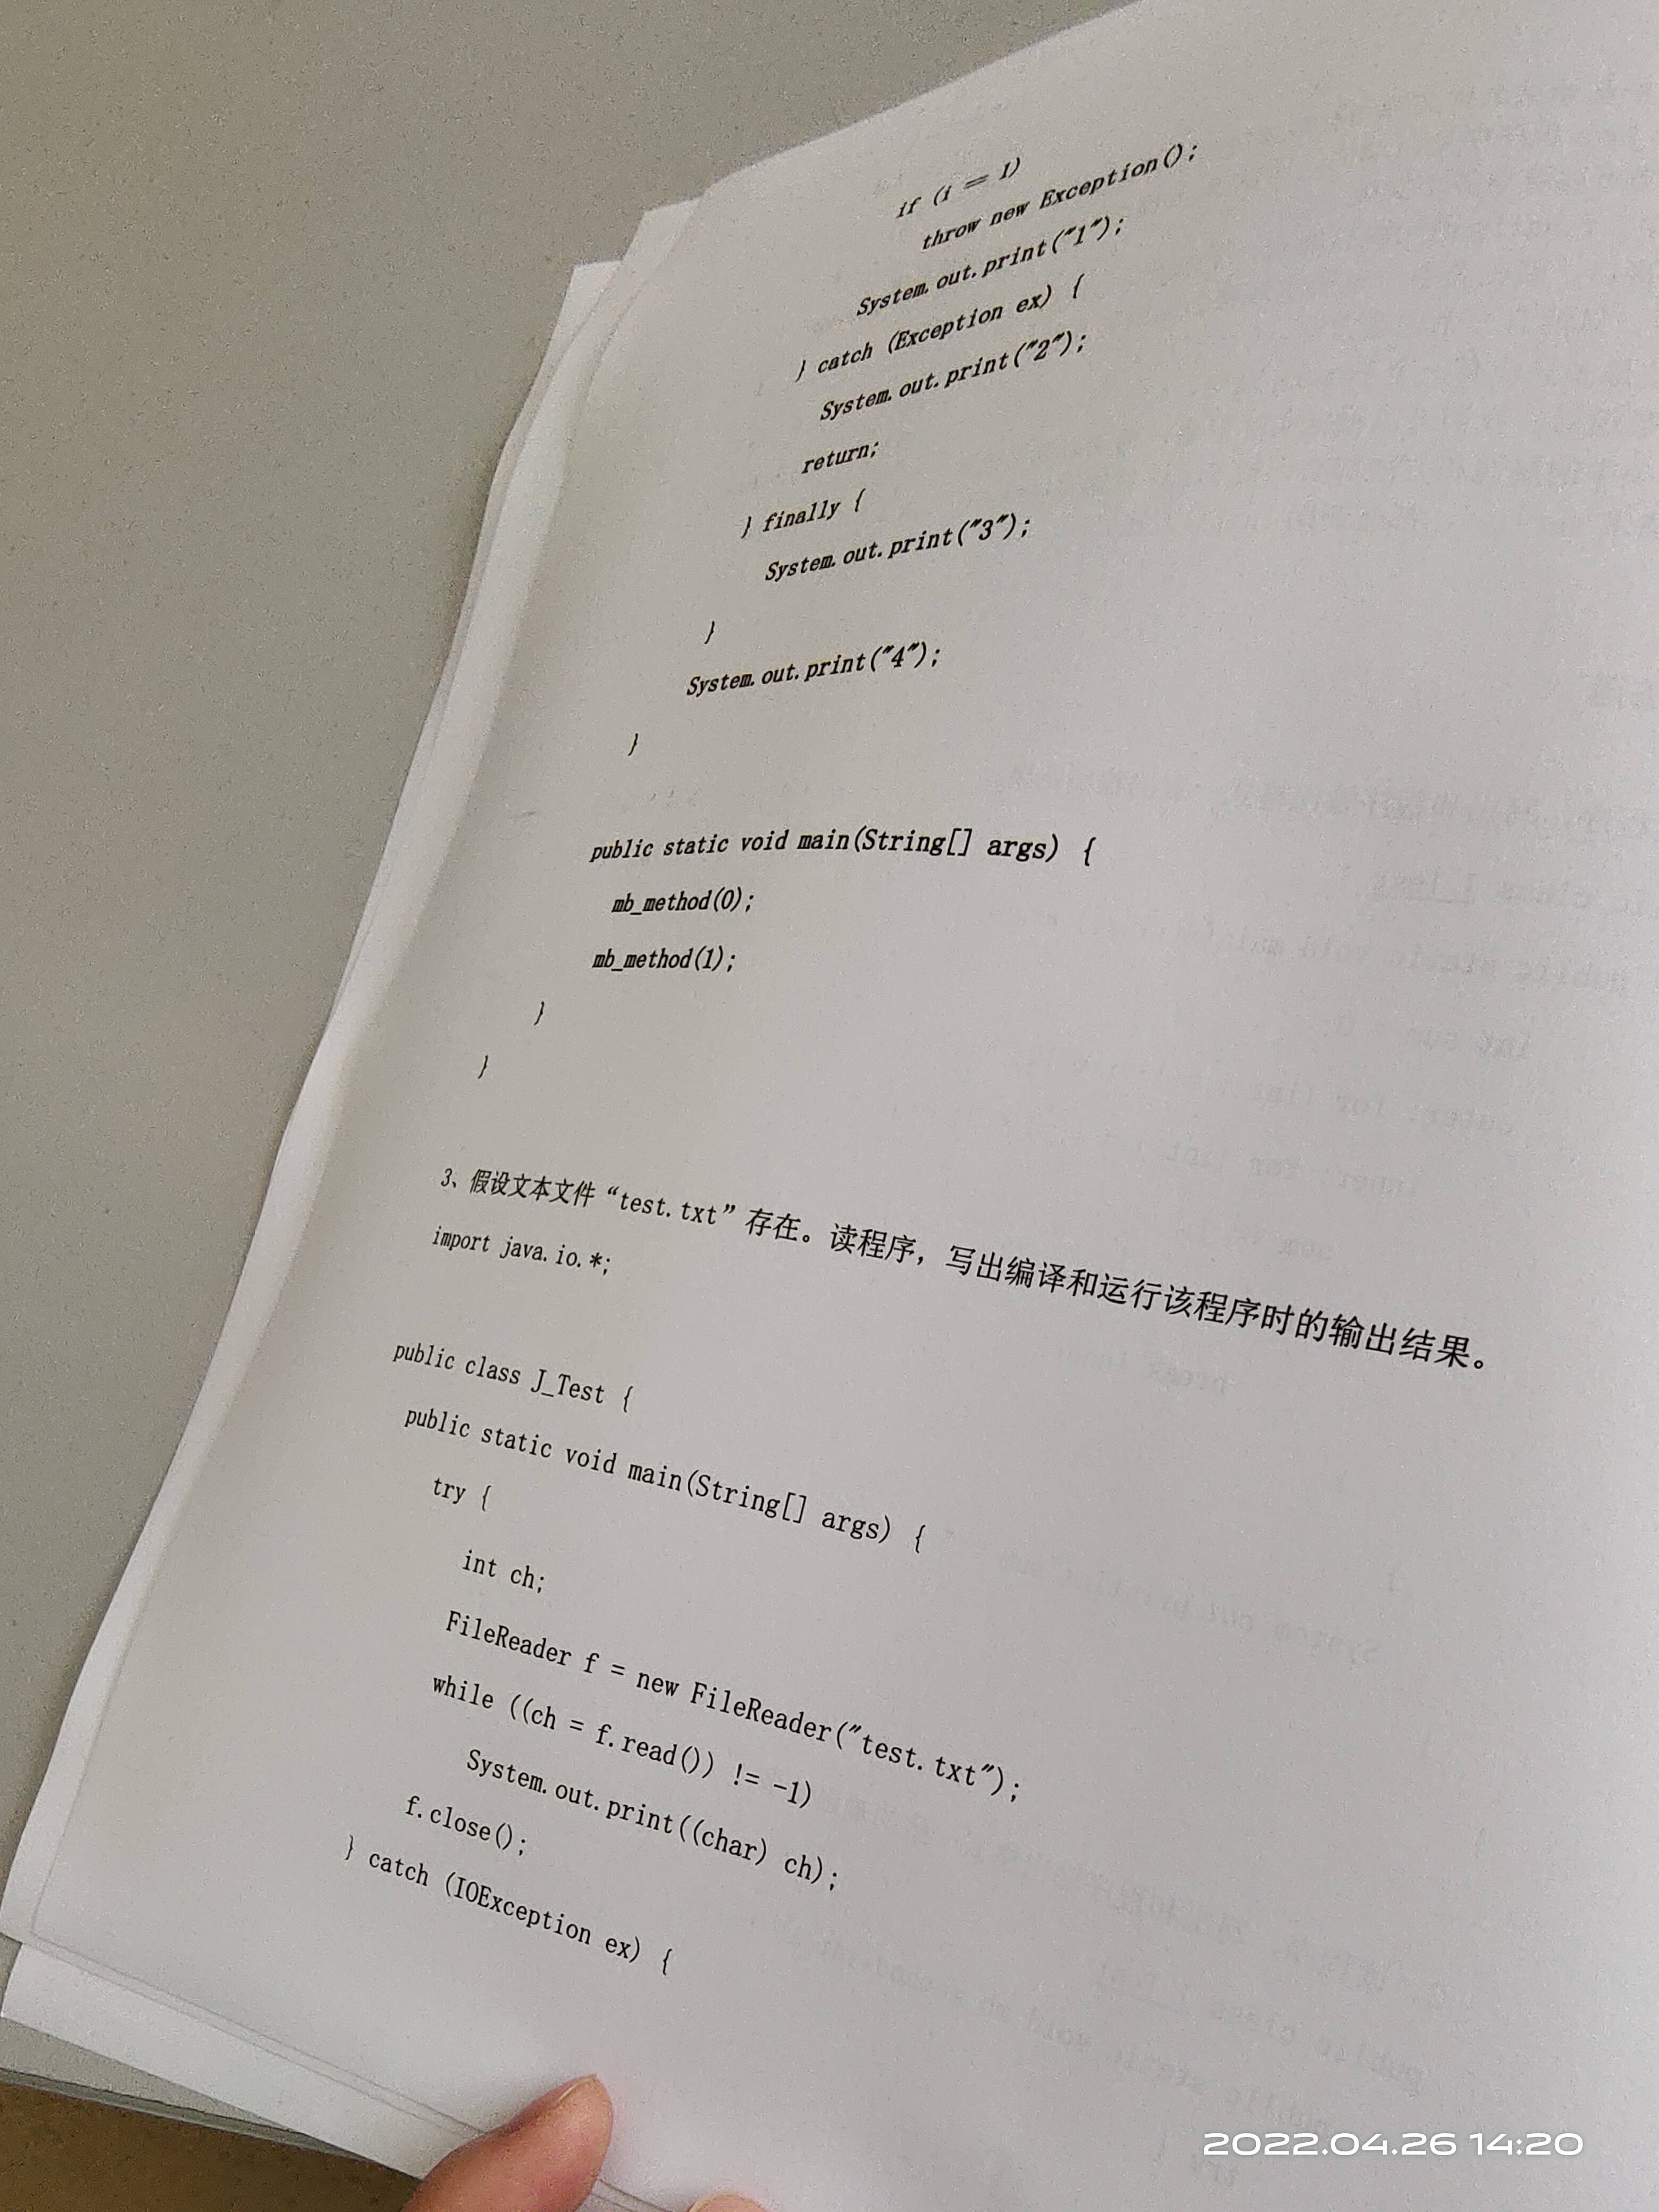 if (i == 1)
throw new Exception();
System.out.print("1");
} catch (Exception ex) {
System.out.print("2");
return;
} finally {
System.out.print("3");
}
System.out.print("4");
}
public static void main(String[] args) {
mb_method(0);
mb_method(1);
}
}
3、假设文本文件“test.txt”存在。读程序，写出编译和运行该程序时的输出结果。
import java.io.*;
public class J_Test {
public static void main(String[] args) {
try {
int ch;
FileReader f = new FileReader("test.txt");
while ((ch = f.read()) != -1)
System.out.print((char) ch);
f.close();
} catch (IOException ex) {
2022.04.26 14:20